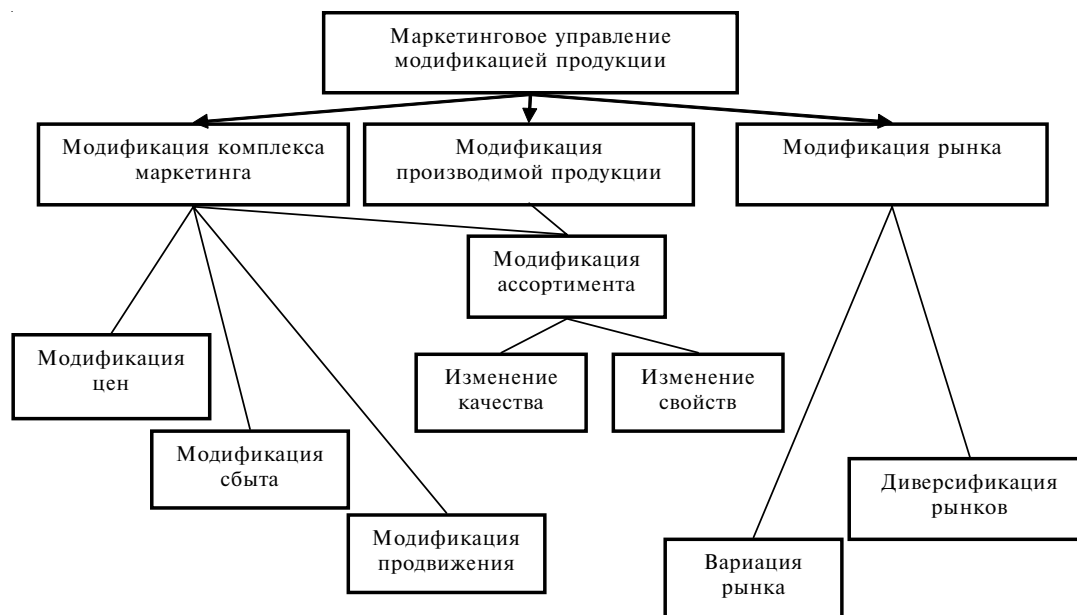 Маркетинговое управление
модификацией продукции
Модификация комплекса
маркетинга
Модификация
производимой продукции
Модификация рынка
Модификация
ассортимента
Модификация
цен
Изменение
качества
Изменение
свойств
Модификация
сбыта
Диверсификация
рынков
Модификация
продвижения
Вариация
рынка